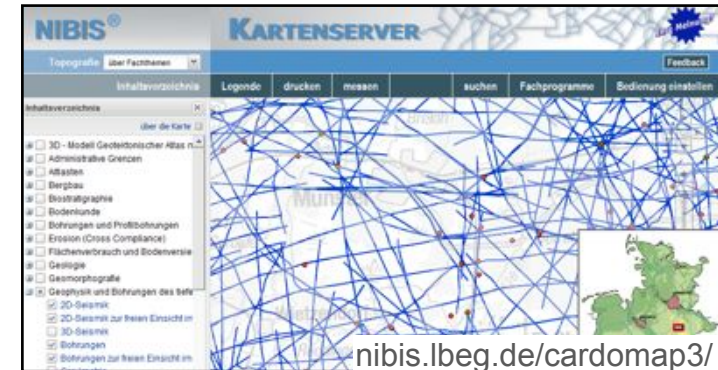 NIBIS®
KARTENSERVER
Topografie über Fachthemen
Feedback
Inhaltsverzeichnis Legende drucken messen suchen Fachprogramme Bedienung einstellen
Inhaltsverzeichnis
über die Karte
3D - Modell Geotektonischer Atlas
Administrative Grenzen
Altlasten
Bergbau
Biostratigraphie
Bodenkunde
Bohrungen und Profilbohrungen
Erosion (Cross Compliance)
Flächenverbrauch und Bodenversie
Geologie
Geomorphografie
Geophysik und Bohrungen des tiefe
2D-Seismik
2D-Seismik zur freien Einsicht im
3D-Seismik
Bohrungen
Bohrungen zur freien Einsicht im
Munster
nibis.lbeg.de/cardomap3/